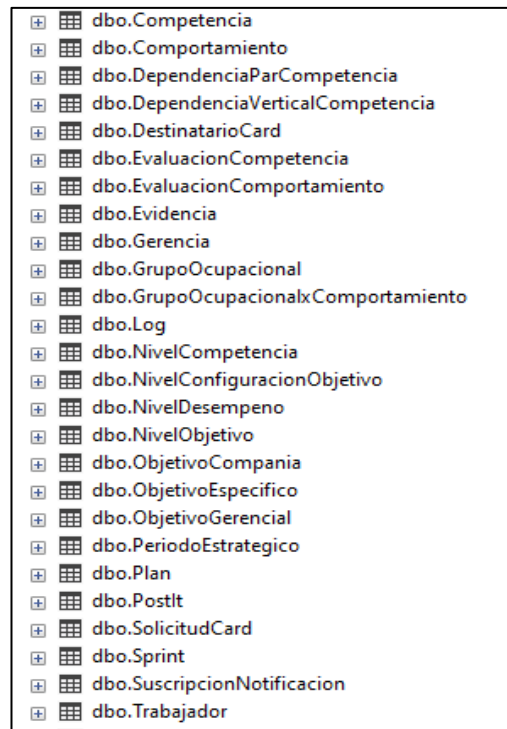 dbo.Competencia
dbo.Comportamiento
dbo.DependenciaParCompetencia
dbo.DependenciaVerticalCompetencia
dbo.DestinatarioCard
dbo.EvaluacionCompetencia
dbo.EvaluacionComportamiento
dbo.Evidencia
dbo.Gerencia
dbo.GrupoOcupacional
dbo.GrupoOcupacionalxComportamiento
dbo.Log
dbo.NivelCompetencia
dbo.NivelConfiguracionObjetivo
dbo.NivelDesempeno
dbo.NivelObjetivo
dbo.ObjetivoCompania
dbo.ObjetivoEspecifico
dbo.ObjetivoGerencial
dbo.PeriodoEstrategico
dbo.Plan
dbo.PostIt
dbo.SolicitudCard
dbo.Sprint
dbo.SuscripcionNotificacion
dbo.Trabajador